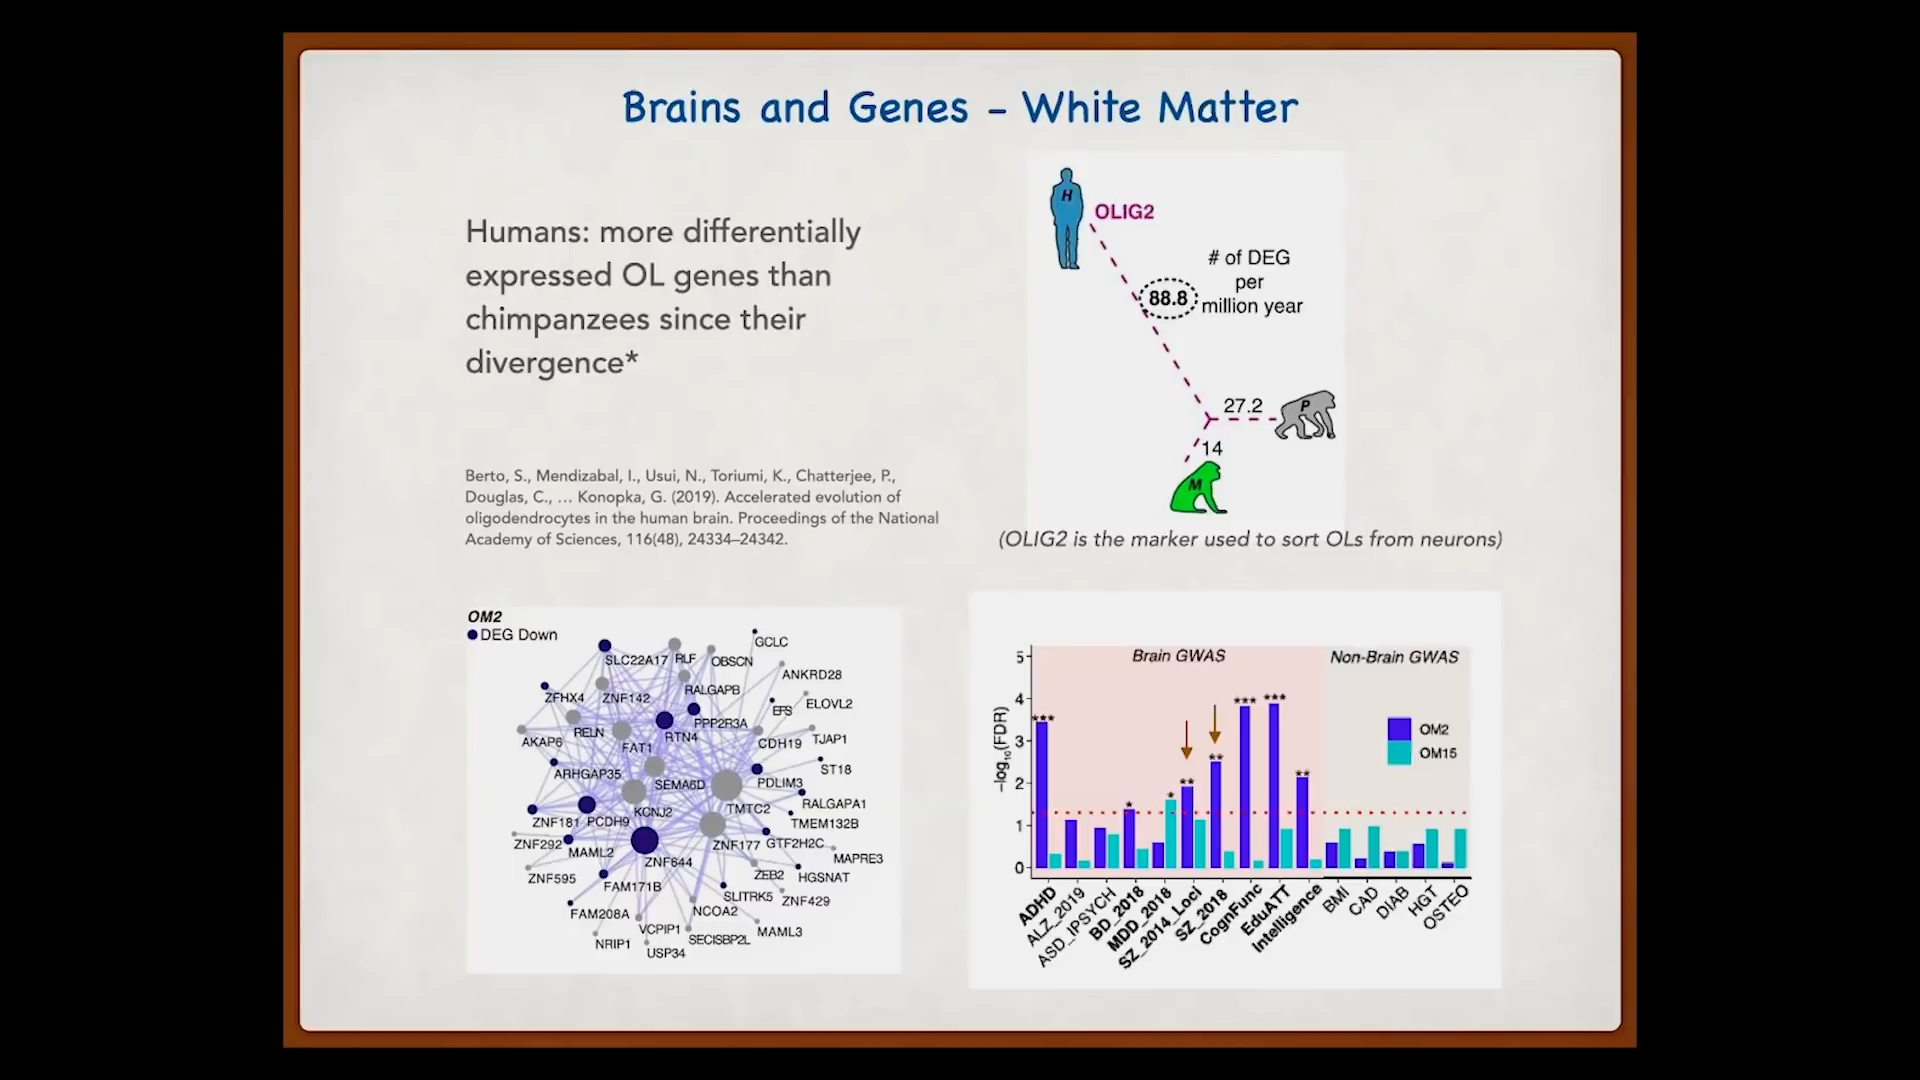 Brains and Genes – White Matter
Humans: more differentially
expressed OL genes than
chimpanzees since their
divergence*
Berto, S., Mendizabal, I., Usui, N., Toriumi, K., Chatterjee, P.,
Douglas, C., … Konopka, G. (2019). Accelerated evolution of
oligodendrocytes in the human brain. Proceedings of the National
Academy of Sciences, 116(48), 24334–24342.
H
OLIG2
# of DEG
per
million year
88.8
27.2
P
14
M
(OLIG2 is the marker used to sort OLs from neurons)
OM2
DEG Down
GCLC
SLC22A17
RLF
OBSCN
ANKRD28
ZFHX4
ZNF142
RALGAPB
EFS
ELOVL2
AKAP6
RELN
FAT1
RTN4
PPP2R3A
CDH19
TJAP1
ARHGAP35
SEMA6D
PDLIM3
ST18
ZNF181
PCDH9
KCNJ2
TMTC2
RALGAPA1
TMEM132B
ZNF292
MAML2
ZNF644
ZNF177
GTF2H2C
MAPRE3
ZNF595
FAM171B
ZEB2
HGSNAT
SLITRK5
ZNF429
FAM208A
NCOA2
VCPIP1
SECISBP2L
MAML3
NRIP1
USP34
Brain GWAS
Non-Brain GWAS
–log10(FDR)
5
4
3
2
1
0
***
*
*
**
**
***
***
**
OM2
OM15
ADHD
ALZ_2019
ASD_IPSYCH
BD_2018
MDD_2018
SZ_2014_Loci
SZ_2018
CognFunc
EduATT
Intelligence
BMI
CAD
DIAB
HGT
OSTEO